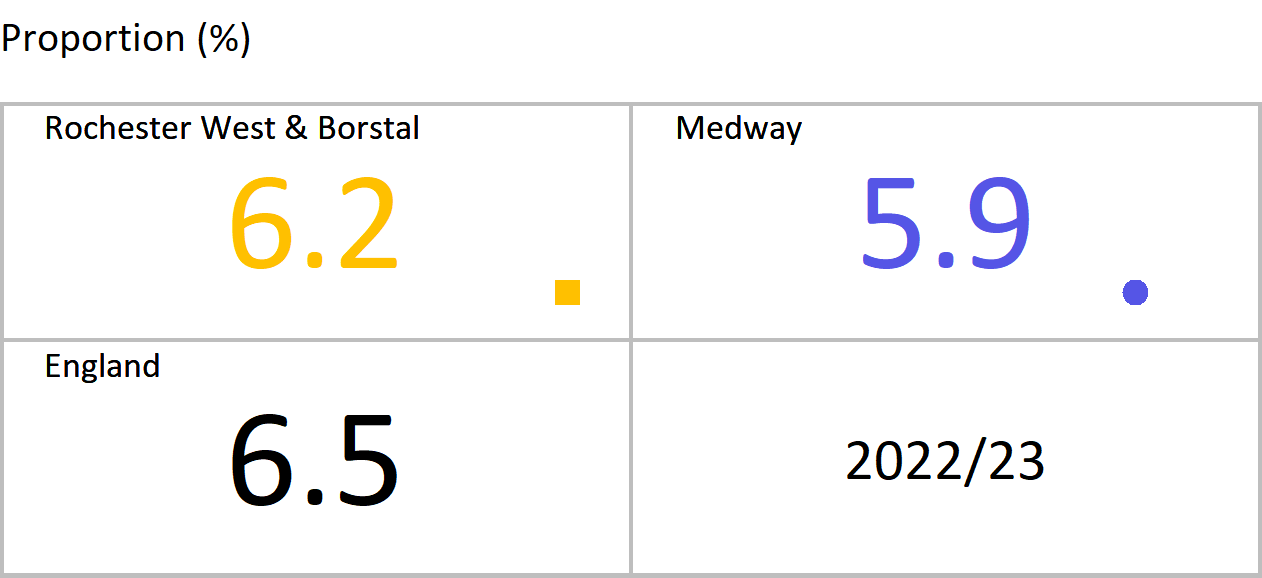 Proportion (%)
Rochester West & Borstal
6.2
Medway
5.9
England
6.5
2022/23